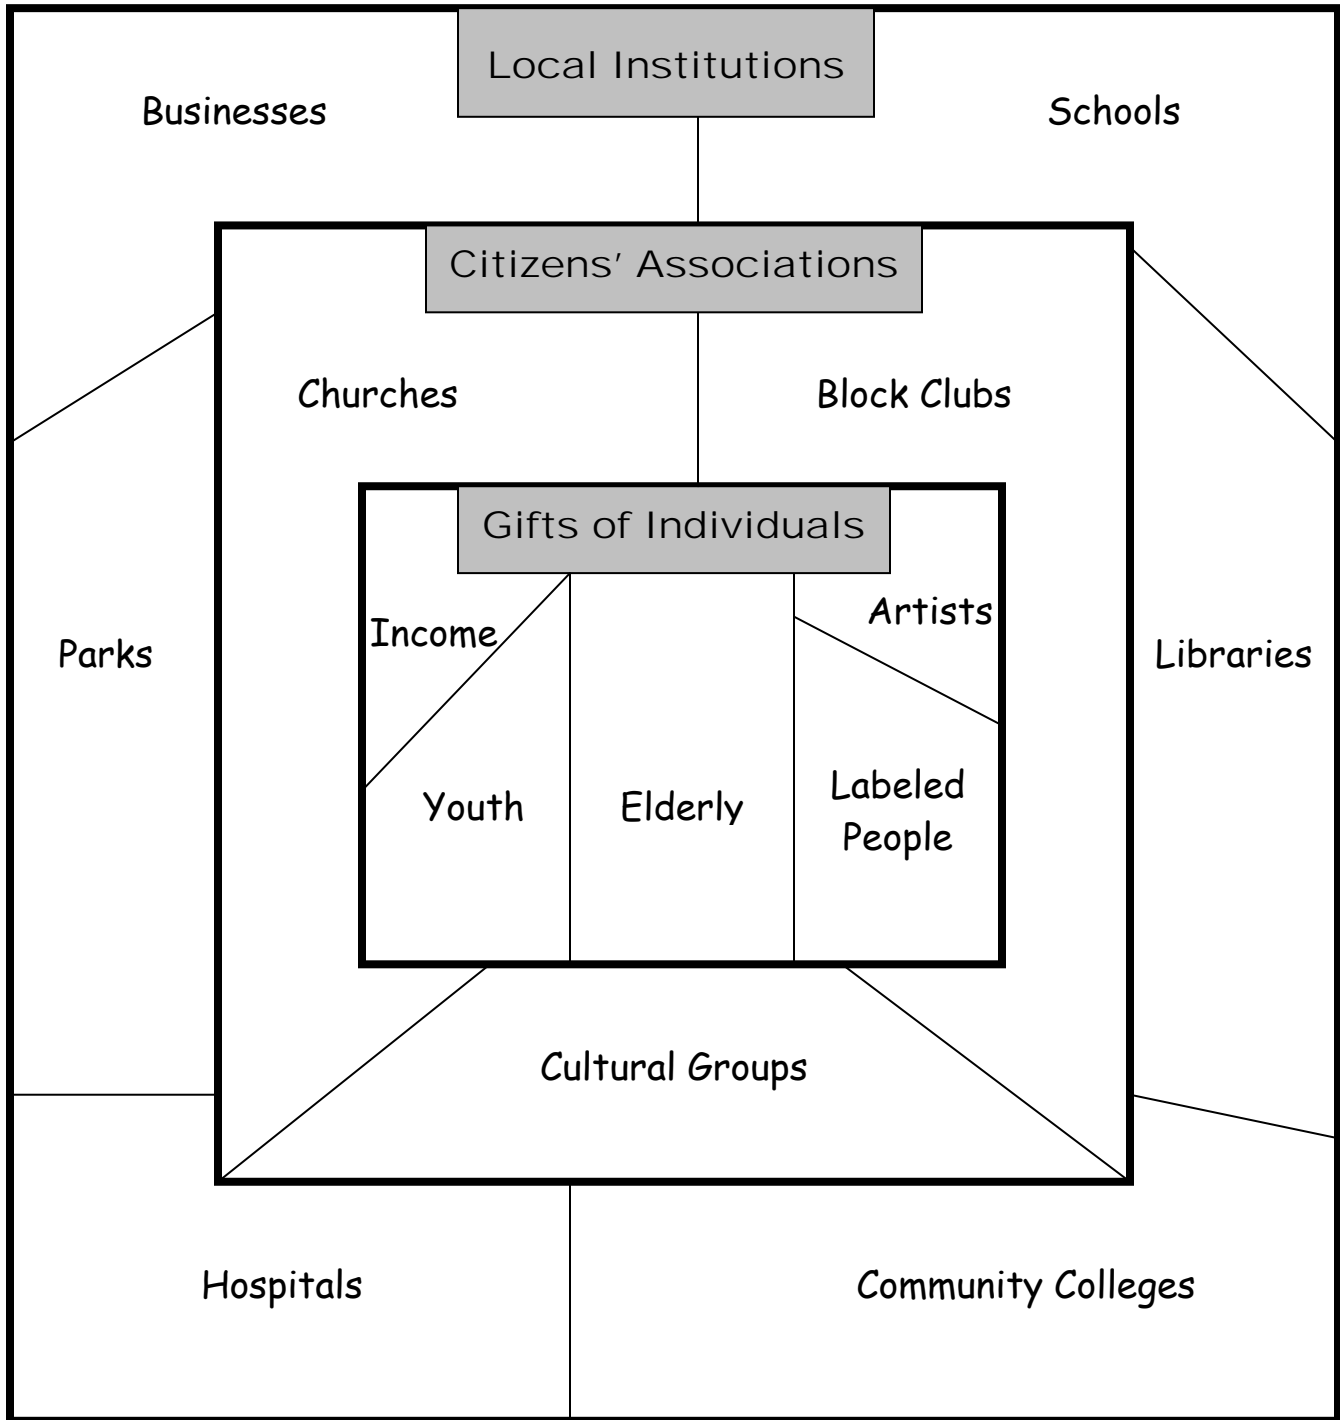 Local Institutions
Businesses
Schools
Citizens’ Associations
Churches
Block Clubs
Gifts of Individuals
Income
Artists
Parks
Libraries
Youth
Elderly
Labeled
People
Cultural Groups
Hospitals
Community Colleges